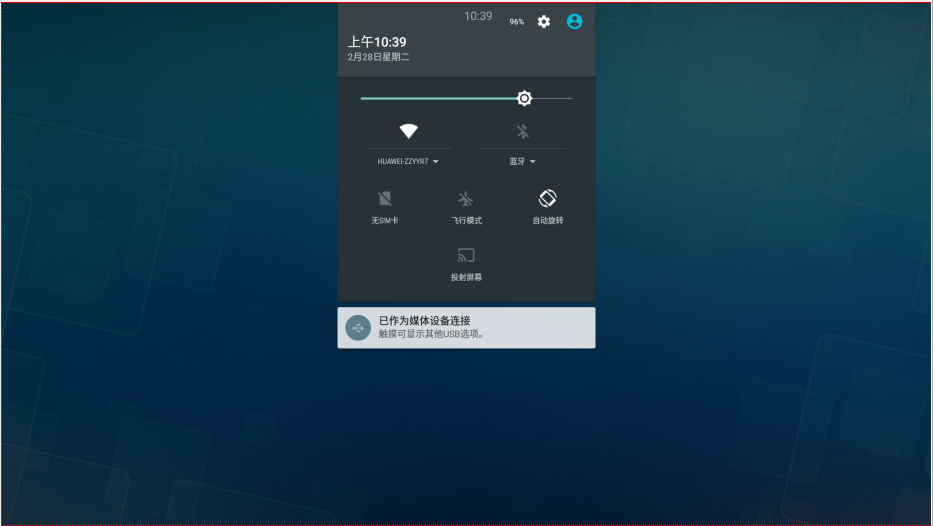 10:39
96%
上午10:39
2月28日星期二
HUAWEI-ZZYYR7
蓝牙
无SIM卡
飞行模式
自动旋转
投射屏幕
已作为媒体设备连接
触摸可显示其他USB选项。